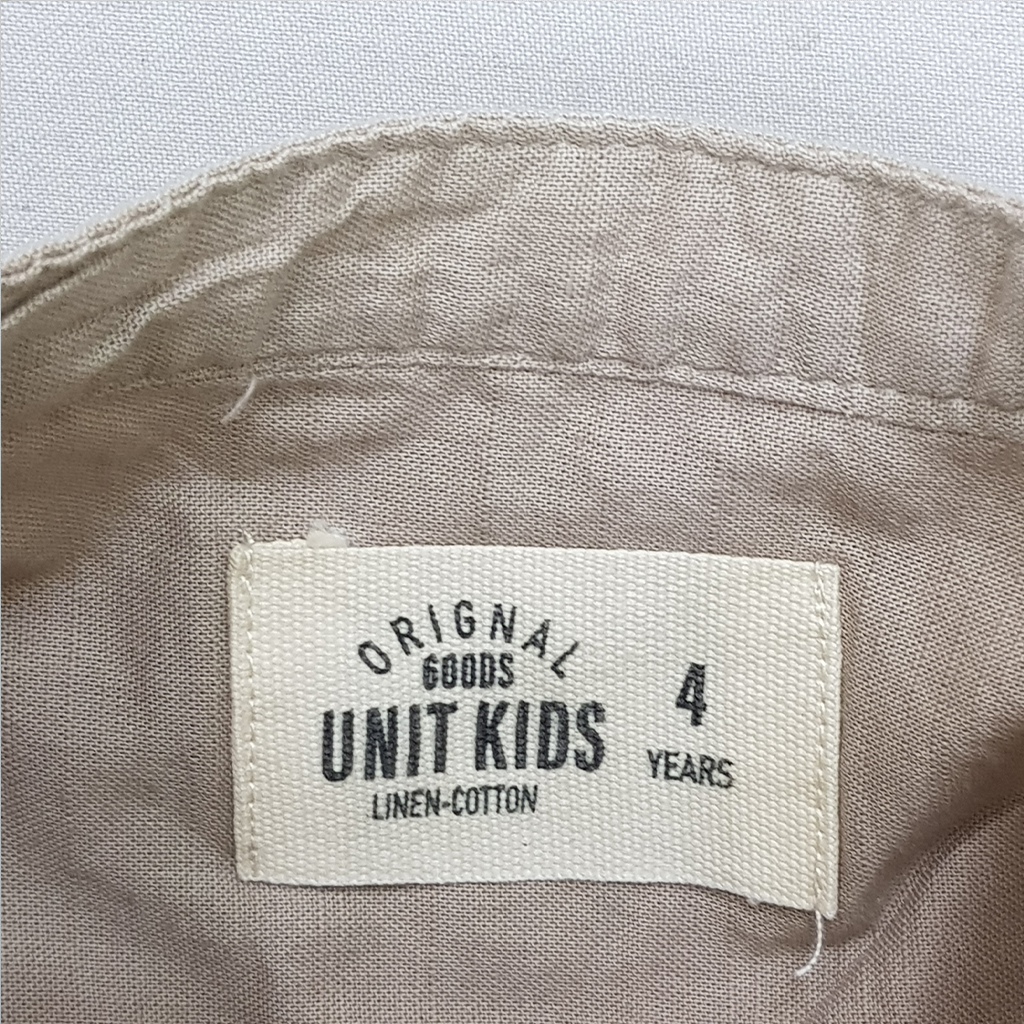 ORIGNAL
GOODS
UNIT KIDS
LINEN-COTTON
4
YEARS